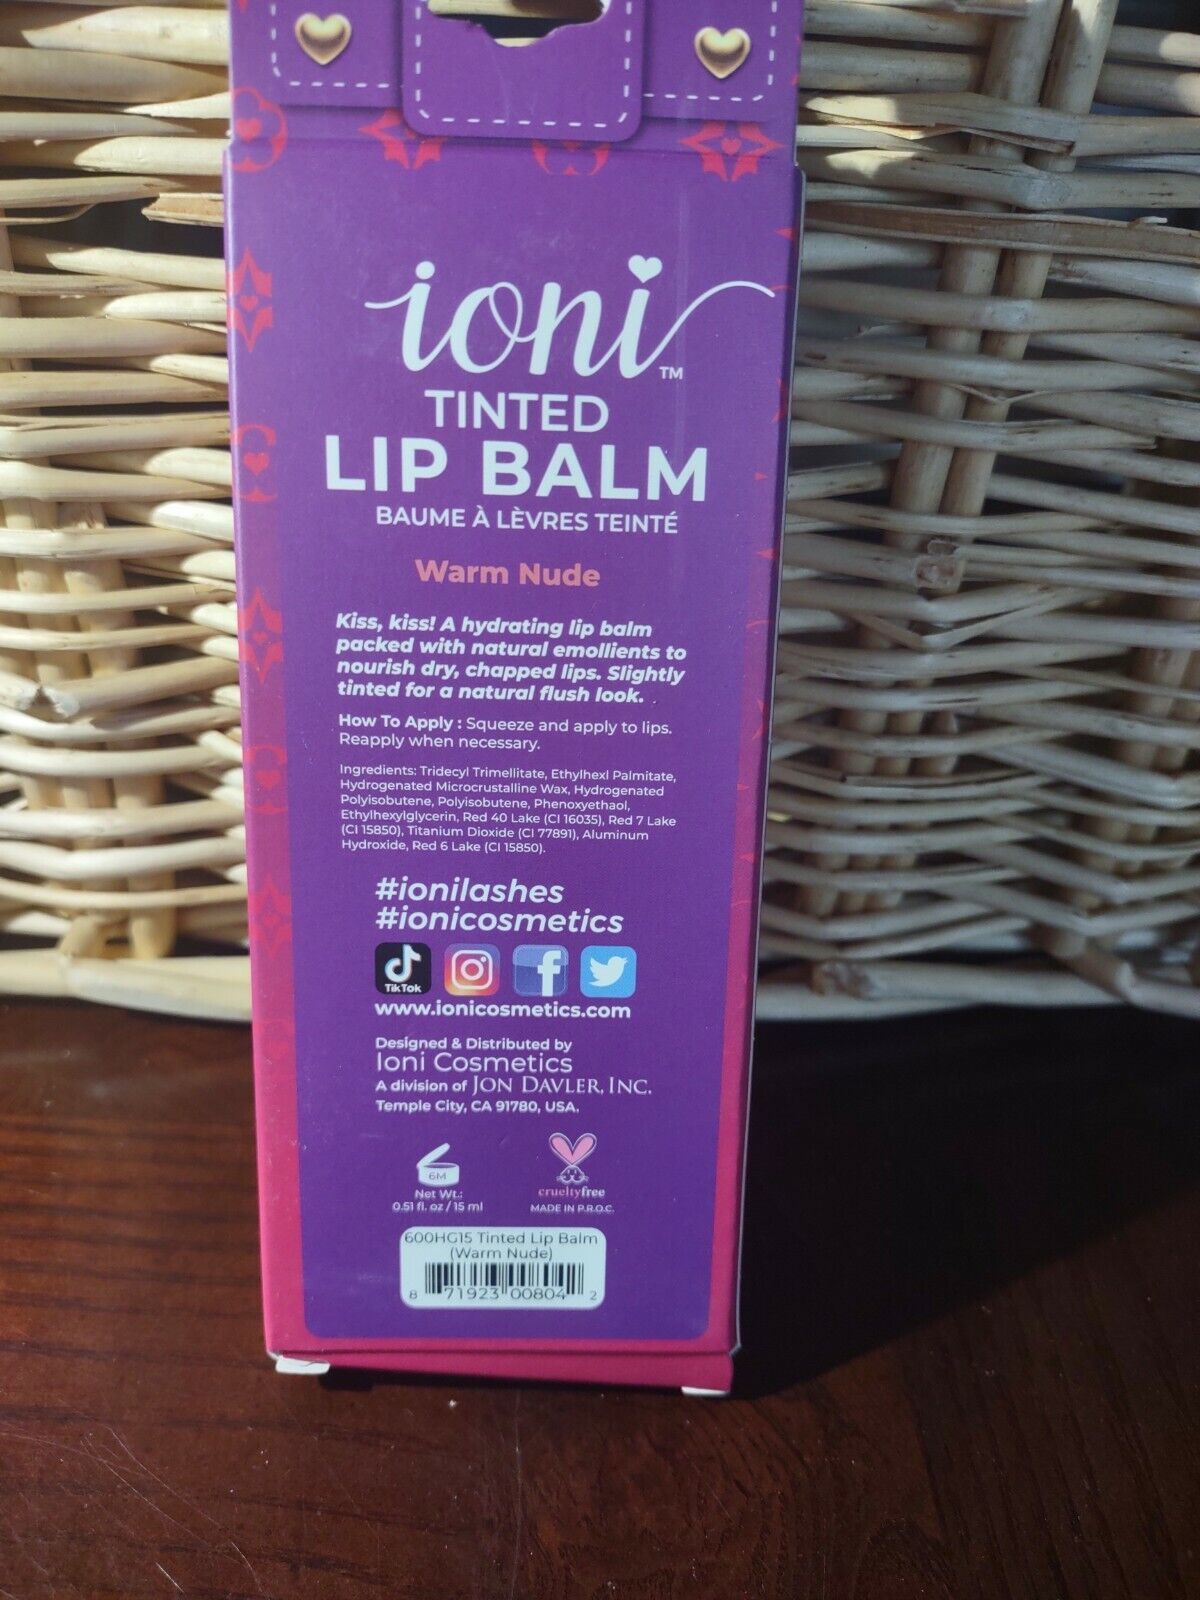 ioni™
TINTED
LIP BALM
BAUME À LÈVRES TEINTÉ
Warm Nude
Kiss, kiss! A hydrating lip balm
packed with natural emollients to
nourish dry, chapped lips. Slightly
tinted for a natural flush look.
How To Apply : Squeeze and apply to lips.
Reapply when necessary.
Ingredients: Tridecyl Trimellitate, Ethylhexl Palmitate,
Hydrogenated Microcrustalline Wax, Hydrogenated
Polyisobutene, Polyisobutene, Phenoxyethaol,
Ethylhexylglycerin, Red 40 Lake (CI 16035), Red 7 Lake
(CI 15850), Titanium Dioxide (CI 77891), Aluminum
Hydroxide, Red 6 Lake (CI 15850).
#ionilashes
#ionicosmetics
TikTok
www.ionicosmetics.com
Designed & Distributed by
Ioni Cosmetics
A division of JON DAVLER, INC.
Temple City, CA 91780, USA.
6M
Net Wt.:
0.51 fl. oz / 15 ml
crueltyfree
MADE IN P.R.O.C.
600HG15 Tinted Lip Balm
(Warm Nude)
8 71923 00804 2